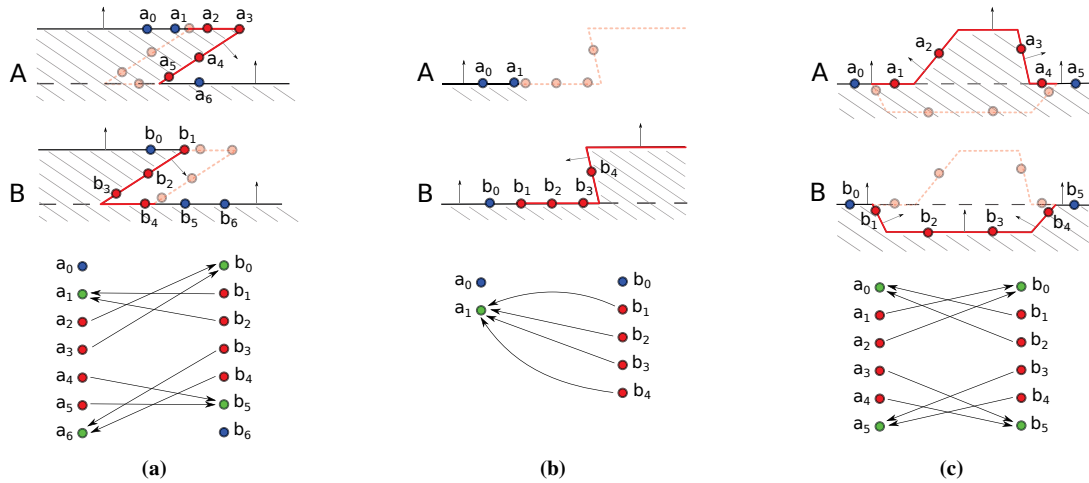 a0 a1 a2 a3
A a5 a4
a6
b0 b1
b3 b2
B b4 b5 b6
a0 b0
a1 b1
a2 b2
a3 b3
a4 b4
a5 b5
a6 b6
(a)
A a0 a1
b4
B b0 b1 b2 b3
a0 b0
a1 b1
b2
b3
b4
(b)
a2 a3
A a0 a1 a4 a5
B b0 b5
b1 b2 b3 b4
a0 b0
a1 b1
a2 b2
a3 b3
a4 b4
a5 b5
(c)